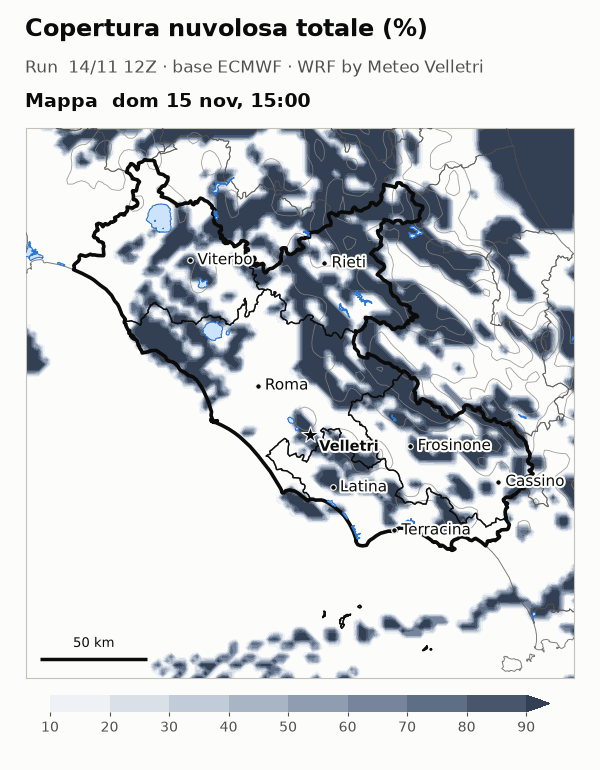 Copertura nuvolosa totale (%)
Run 14/11 12Z · base ECMWF · WRF by Meteo Velletri
Mappa dom 15 nov, 15:00
Viterbo
Rieti
Roma
Velletri
Frosinone
Latina
Cassino
Terracina
50 km
10 20 30 40 50 60 70 80 90